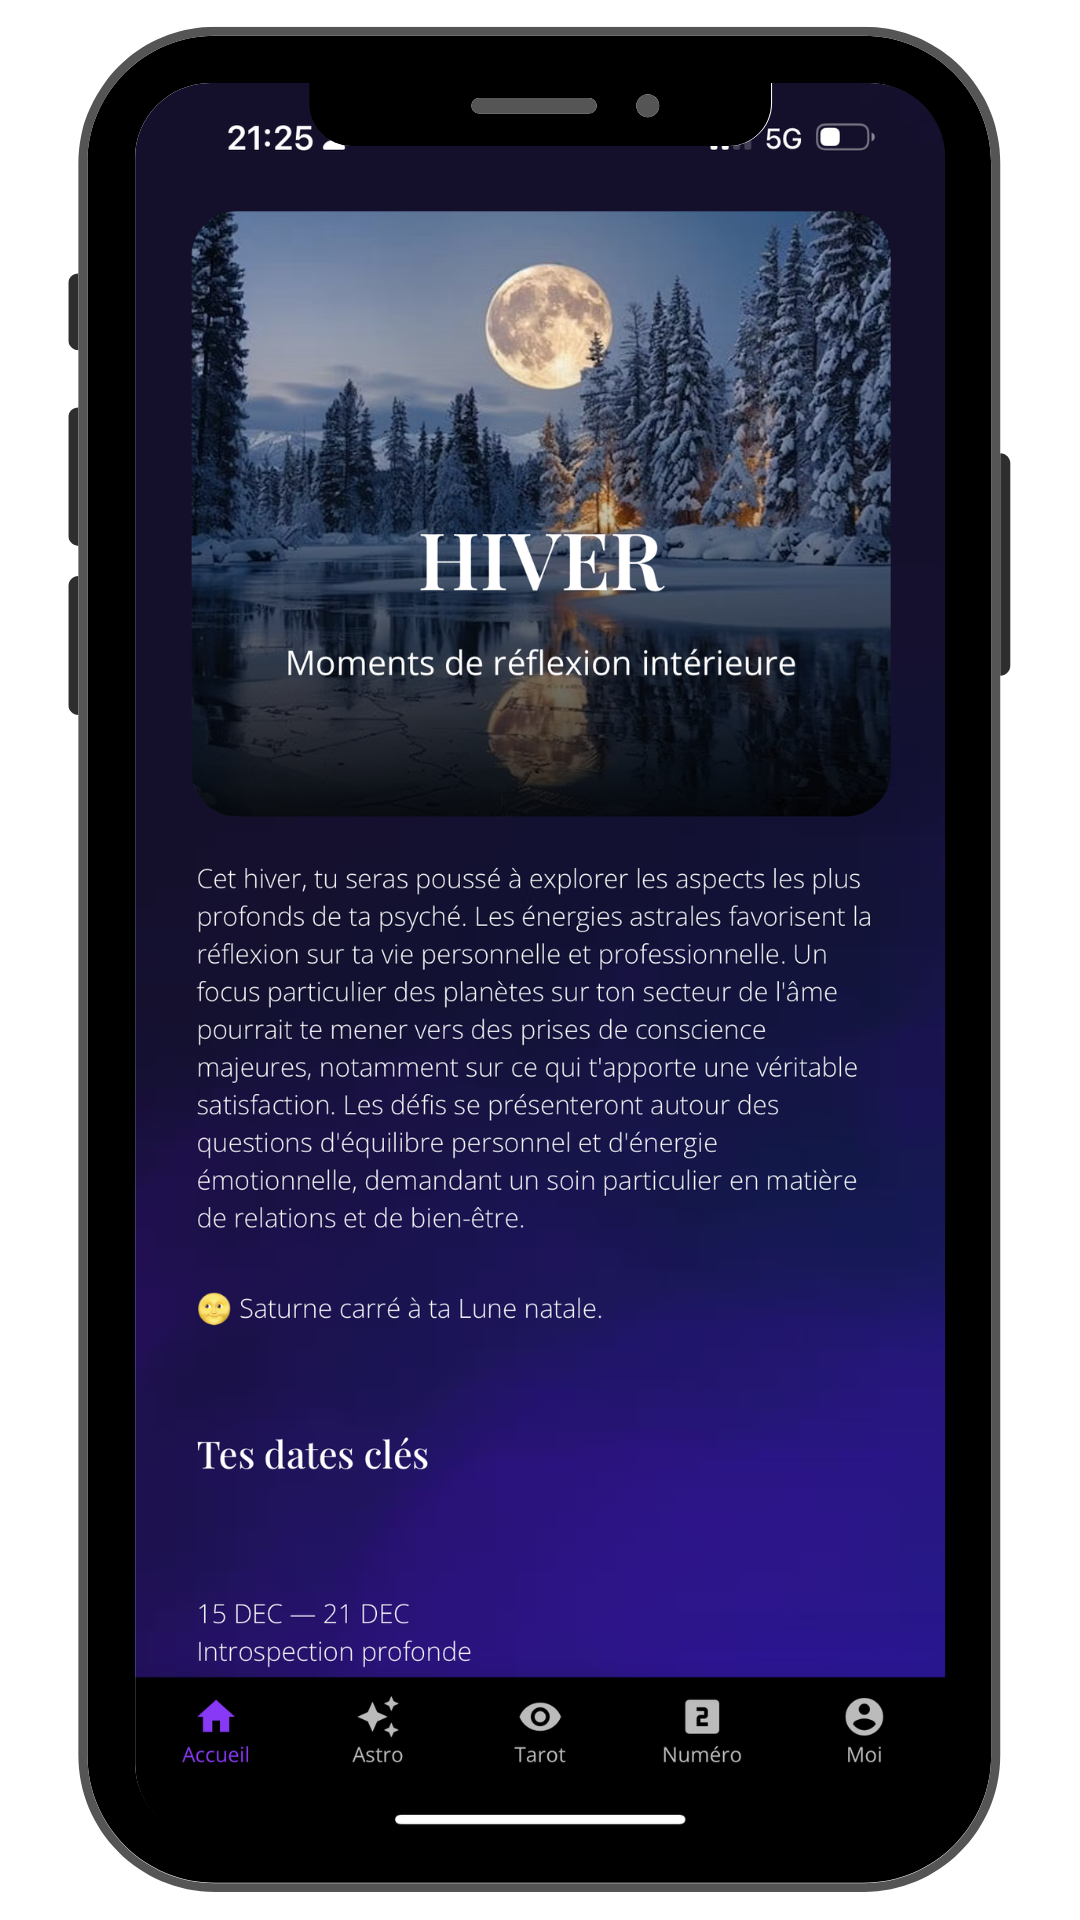 21:25
5G
HIVER
Moments de réflexion intérieure
Cet hiver, tu seras poussé à explorer les aspects les plus
profonds de ta psyché. Les énergies astrales favorisent la
réflexion sur ta vie personnelle et professionnelle. Un
focus particulier des planètes sur ton secteur de l'âme
pourrait te mener vers des prises de conscience
majeures, notamment sur ce qui t'apporte une véritable
satisfaction. Les défis se présenteront autour des
questions d'équilibre personnel et d'énergie
émotionnelle, demandant un soin particulier en matière
de relations et de bien-être.
🌝 Saturne carré à ta Lune natale.
Tes dates clés
15 DEC — 21 DEC
Introspection profonde
Accueil
Astro
Tarot
2
Numéro
Moi